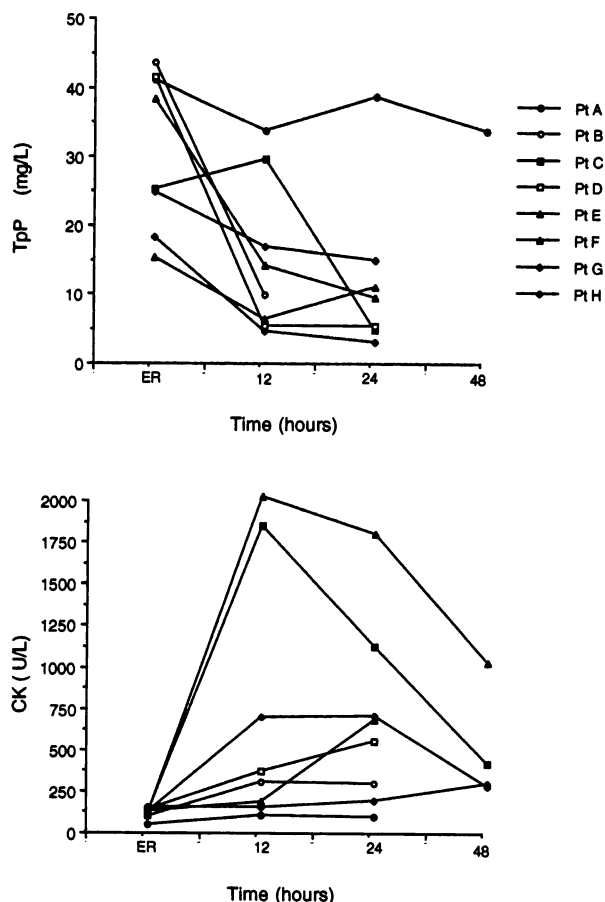 50
40
30
20
10
0
TpP (mg/L)
ER 12 24 48
Time (hours)
Pt A
Pt B
Pt C
Pt D
Pt E
Pt F
Pt G
Pt H
2000
1750
1500
1250
1000
750
500
250
0
CK ( U/L)
ER 12 24 48
Time (hours)